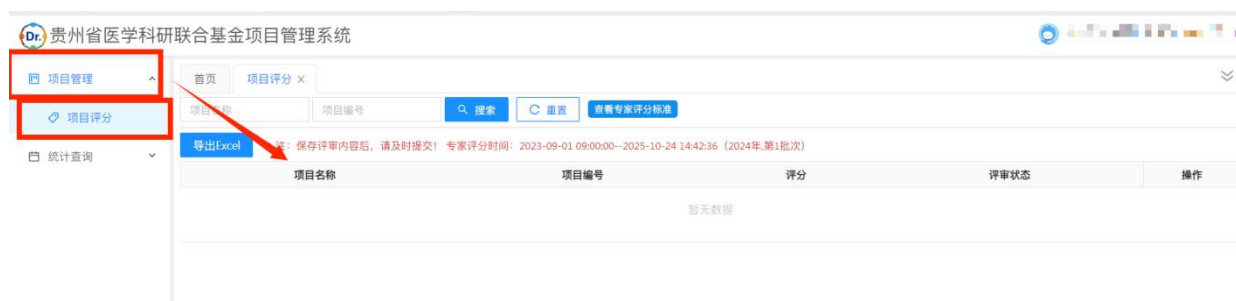 Dr. 贵州省医学科研联合基金项目管理系统
项目管理
首页 项目评分 ×
项目名称 项目编号 搜索 重置 查看专家评分标准
项目评分
导出Excel 注：保存评审内容后，请及时提交！ 专家评分时间：2023-09-01 09:00:00--2025-10-24 14:42:36（2024年,第1批次）
统计查询
项目名称 项目编号 评分 评审状态 操作
暂无数据